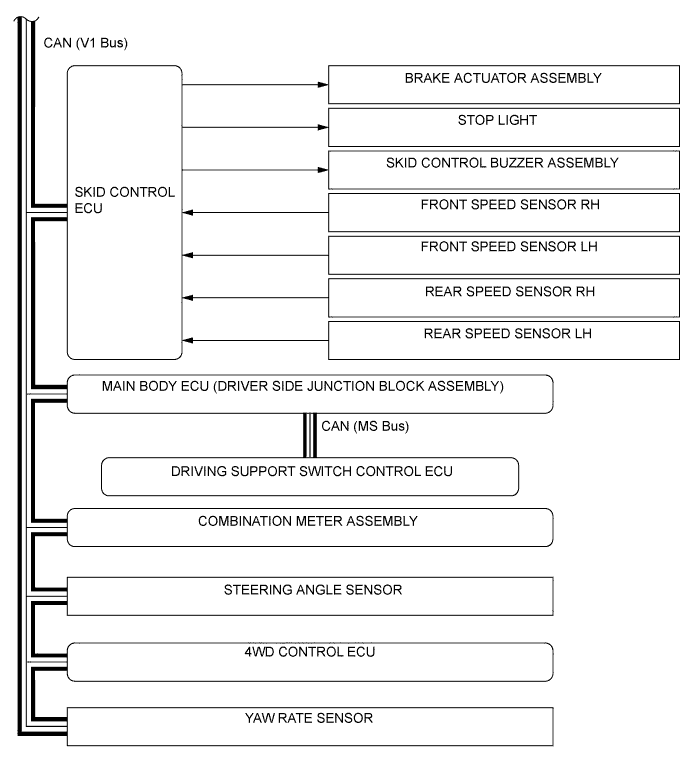 CAN (V1 Bus)
BRAKE ACTUATOR ASSEMBLY
STOP LIGHT
SKID CONTROL BUZZER ASSEMBLY
SKID CONTROL
ECU
FRONT SPEED SENSOR RH
FRONT SPEED SENSOR LH
REAR SPEED SENSOR RH
REAR SPEED SENSOR LH
MAIN BODY ECU (DRIVER SIDE JUNCTION BLOCK ASSEMBLY)
CAN (MS Bus)
DRIVING SUPPORT SWITCH CONTROL ECU
COMBINATION METER ASSEMBLY
STEERING ANGLE SENSOR
4WD CONTROL ECU
YAW RATE SENSOR